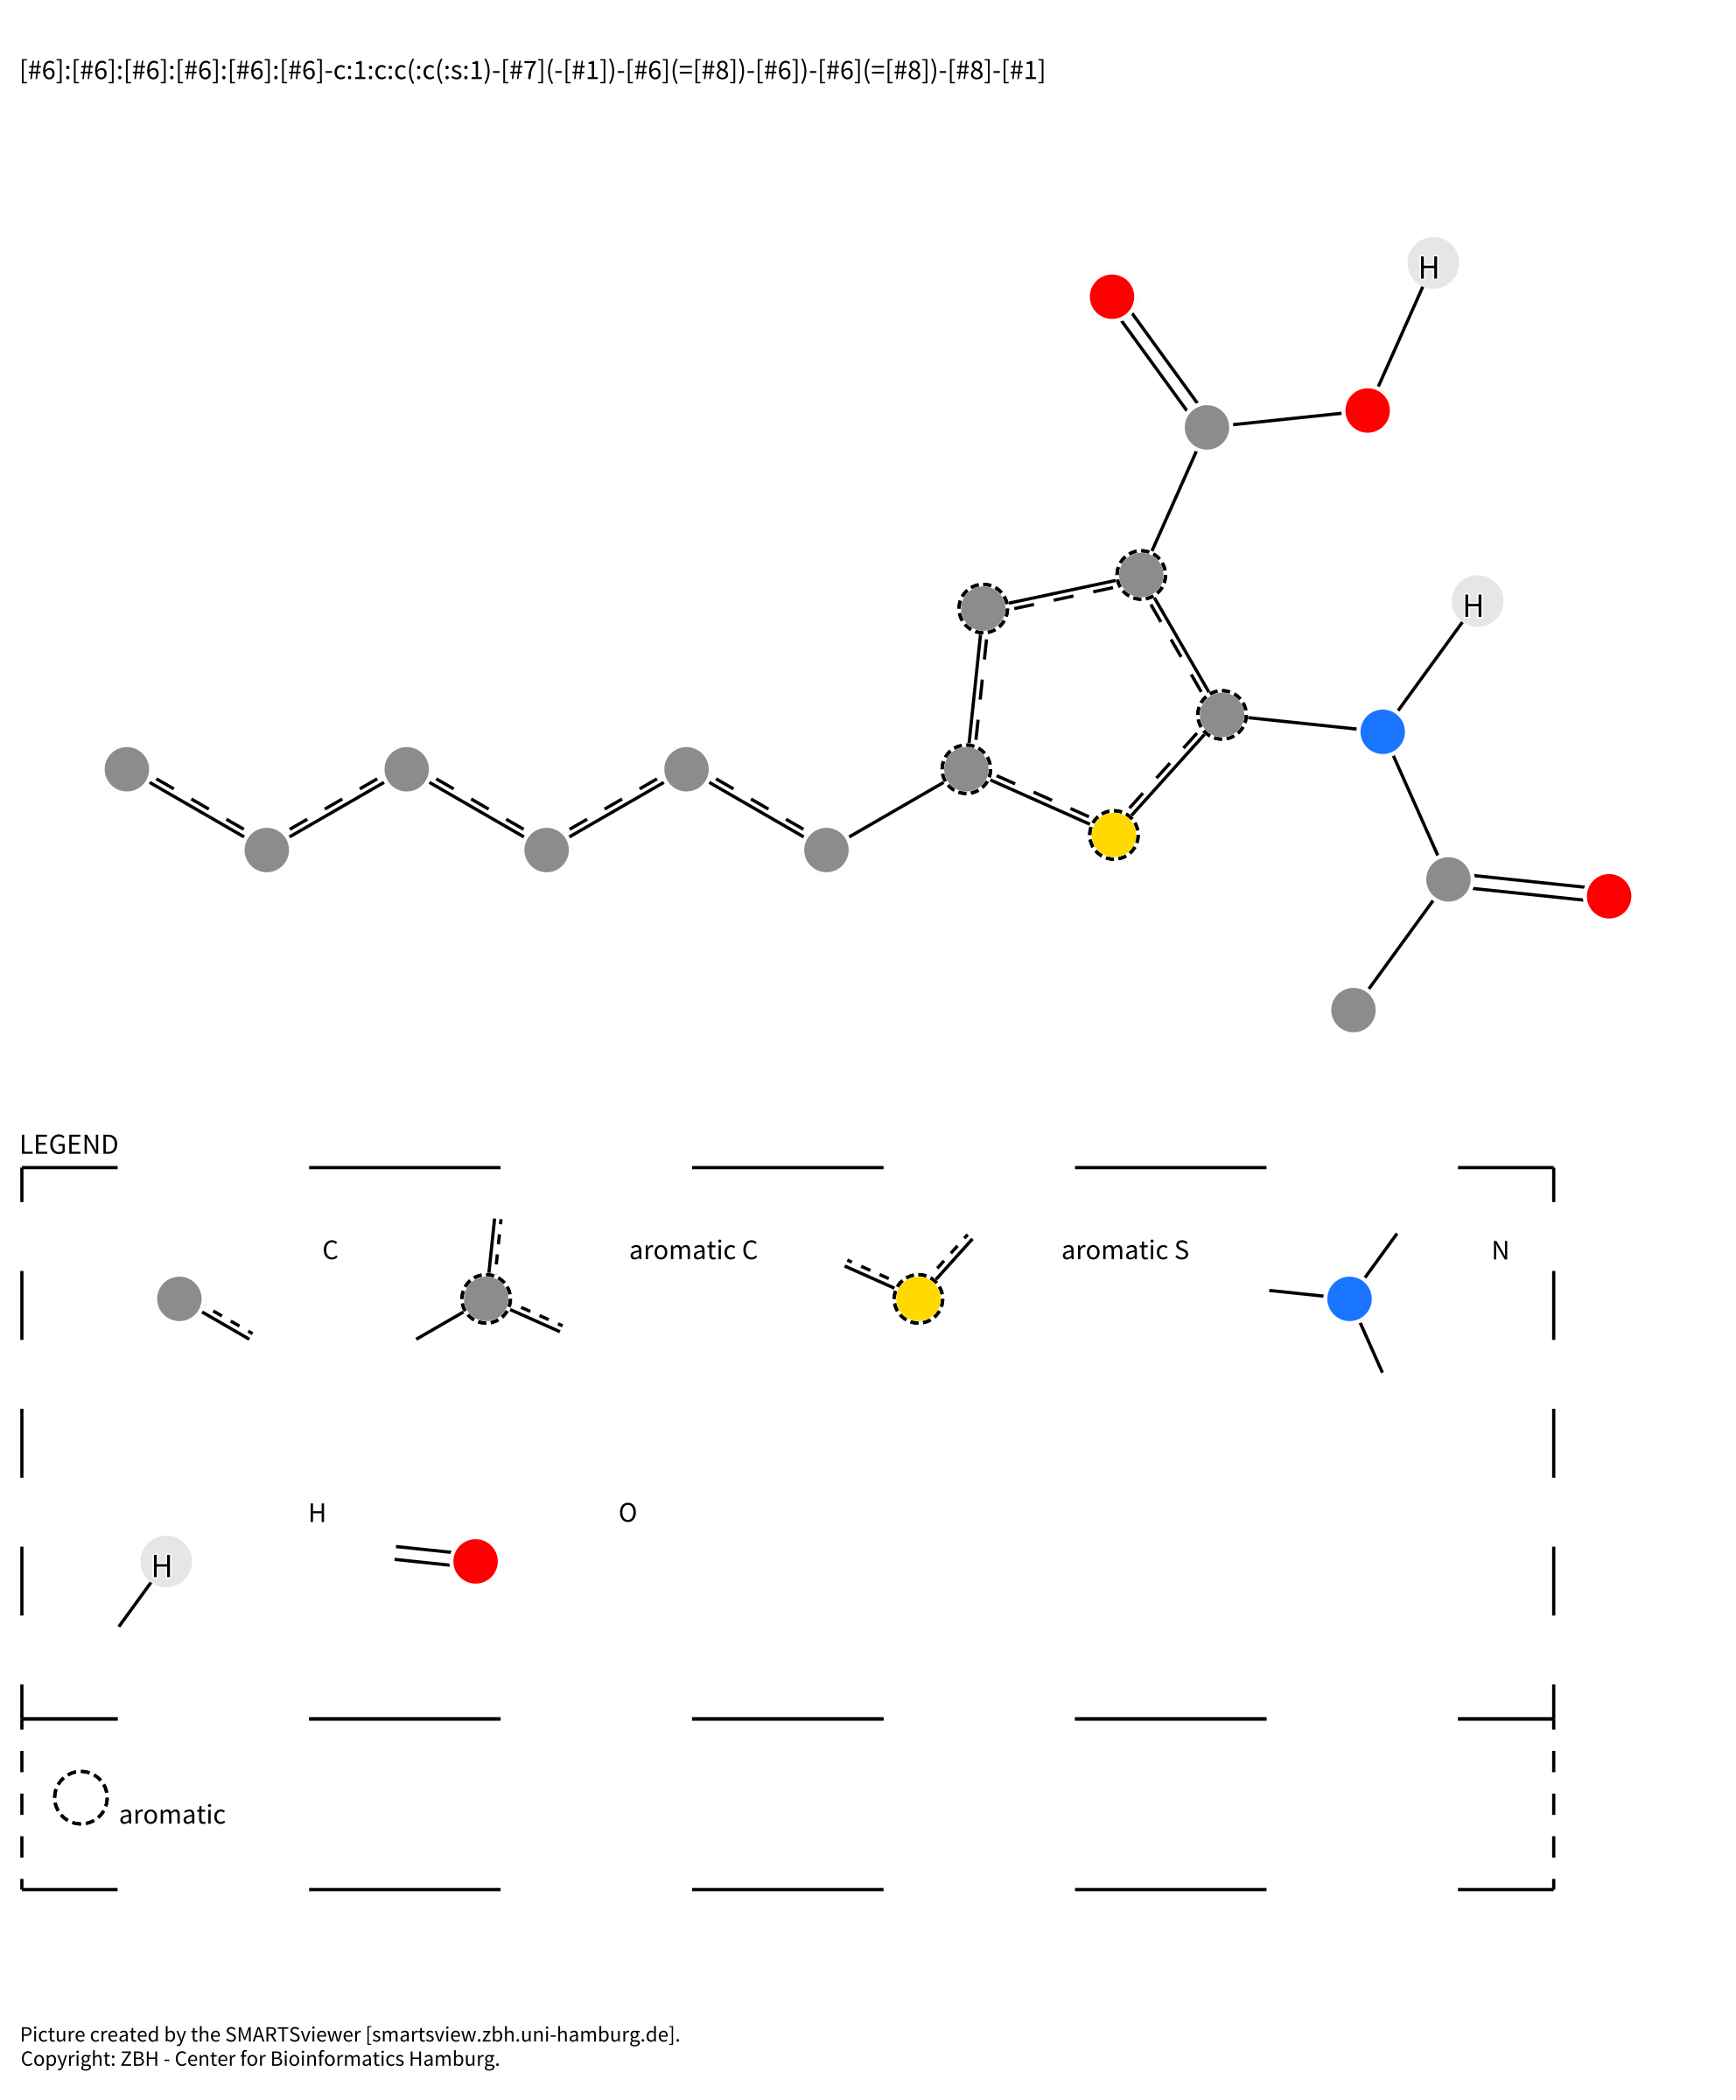 [#6]:[#6]:[#6]:[#6]:[#6]:[#6]-c:1:c:c(:c(:s:1)-[#7](-[#1])-[#6](=[#8])-[#6])-[#6](=[#8])-[#8]-[#1]
H
H
LEGEND
C aromatic C aromatic S N
H O
H
aromatic
Picture created by the SMARTSviewer [smartsview.zbh.uni-hamburg.de].
Copyright: ZBH - Center for Bioinformatics Hamburg.